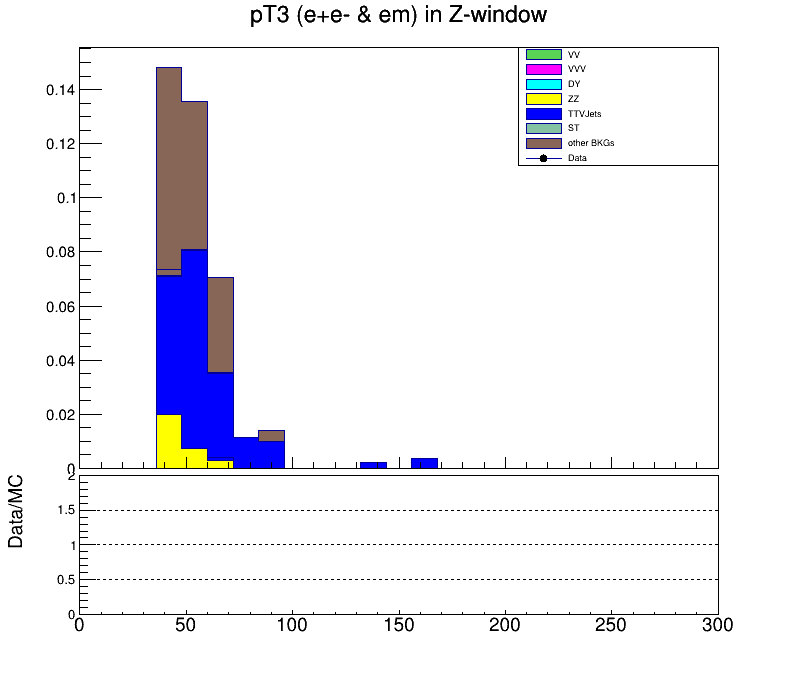 pT3 (e+e- & em) in Z-window
VV
VVV
DY
ZZ
TTVJets
ST
other BKGs
Data
0.14
0.12
0.1
0.08
0.06
0.04
0.02
0
Data/MC
2
1.5
1
0.5
0
0 50 100 150 200 250 300